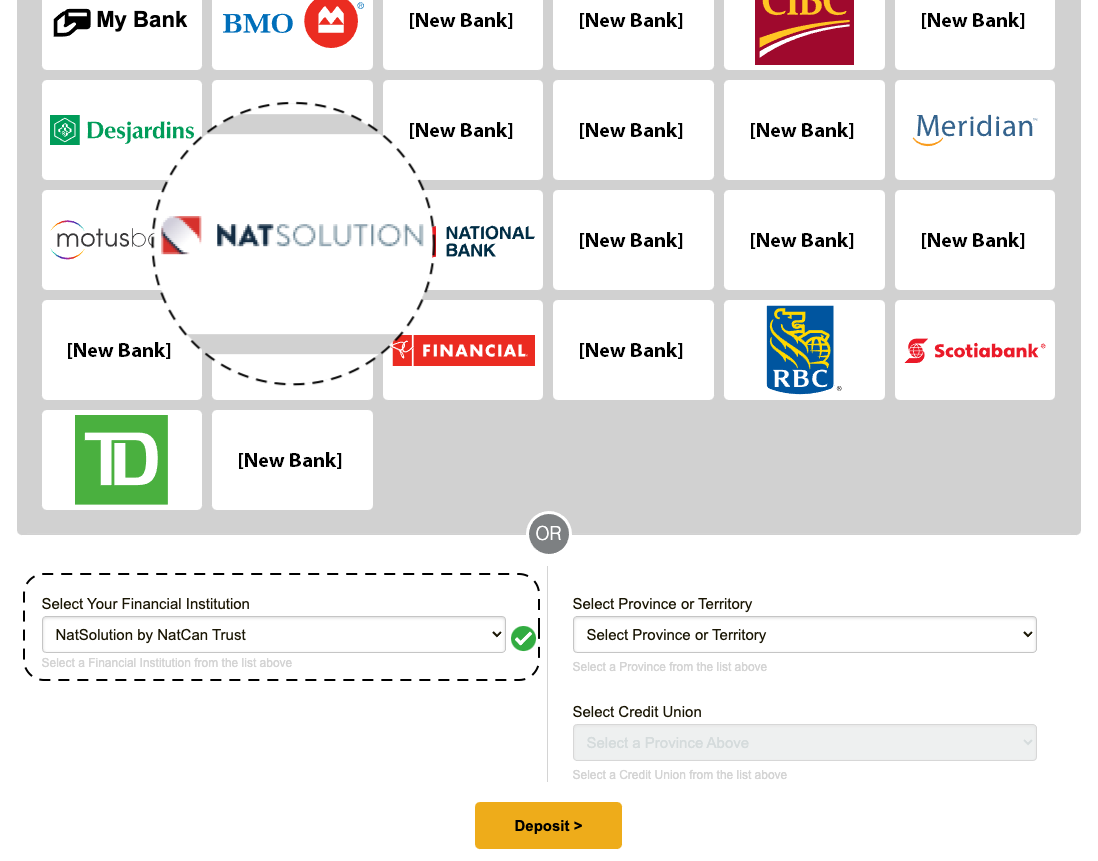 My Bank
BMO ®
[New Bank]
[New Bank]
CIBC
[New Bank]
Desjardins
[New Bank]
[New Bank]
[New Bank]
Meridian™
NATSOLUTION
NATIONAL
BANK
[New Bank]
[New Bank]
[New Bank]
[New Bank]
FINANCIAL
[New Bank]
RBC®
Scotiabank®
TD
[New Bank]
OR
Select Your Financial Institution
NatSolution by NatCan Trust
Select a Financial Institution from the list above
Select Province or Territory
Select Province or Territory
Select a Province from the list above
Select Credit Union
Select a Province Above
Select a Credit Union from the list above
Deposit >